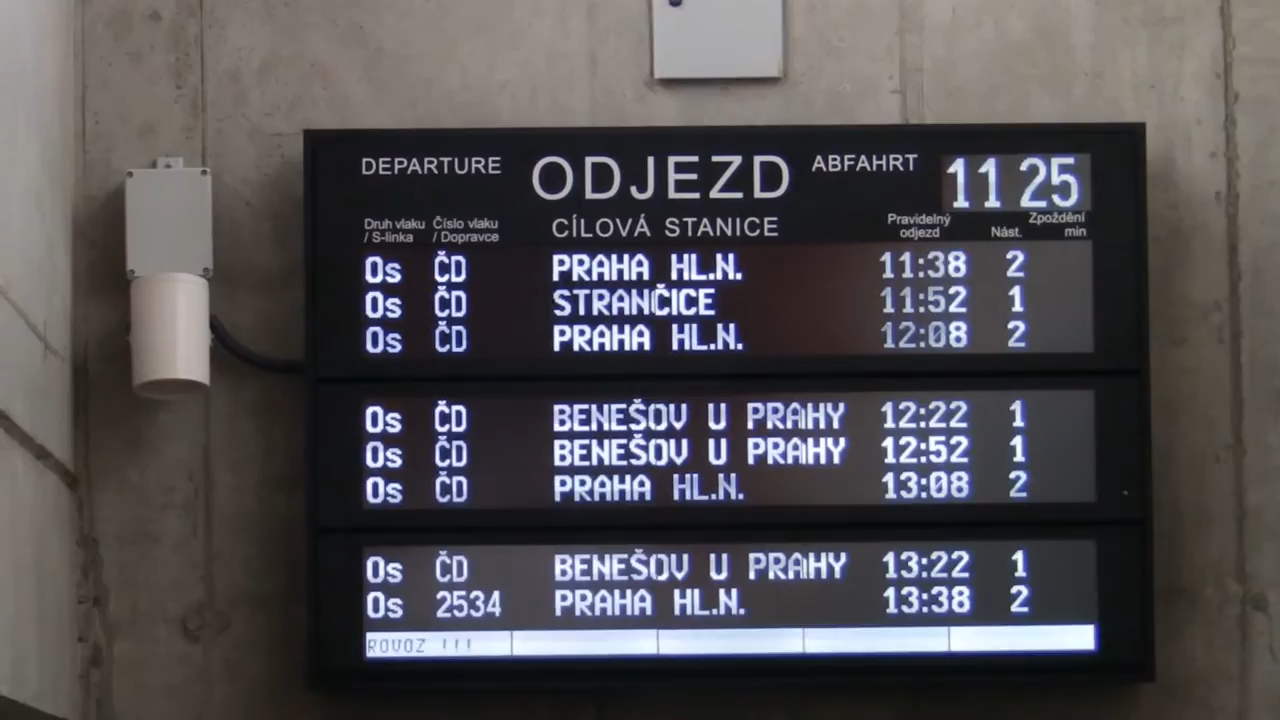 DEPARTURE ODJEZD ABFAHRT 11 25
Druh vlaku / S-linka Číslo vlaku / Dopravce CÍLOVÁ STANICE Pravidelný odjezd Nást. Zpoždění min
Os ČD PRAHA HL.N. 11:38 2
Os ČD STRANČICE 11:52 1
Os ČD PRAHA HL.N. 12:08 2
Os ČD BENEŠOV U PRAHY 12:22 1
Os ČD BENEŠOV U PRAHY 12:52 1
Os ČD PRAHA HL.N. 13:08 2
Os ČD BENEŠOV U PRAHY 13:22 1
Os 2534 PRAHA HL.N. 13:38 2
ROVOZ !!!